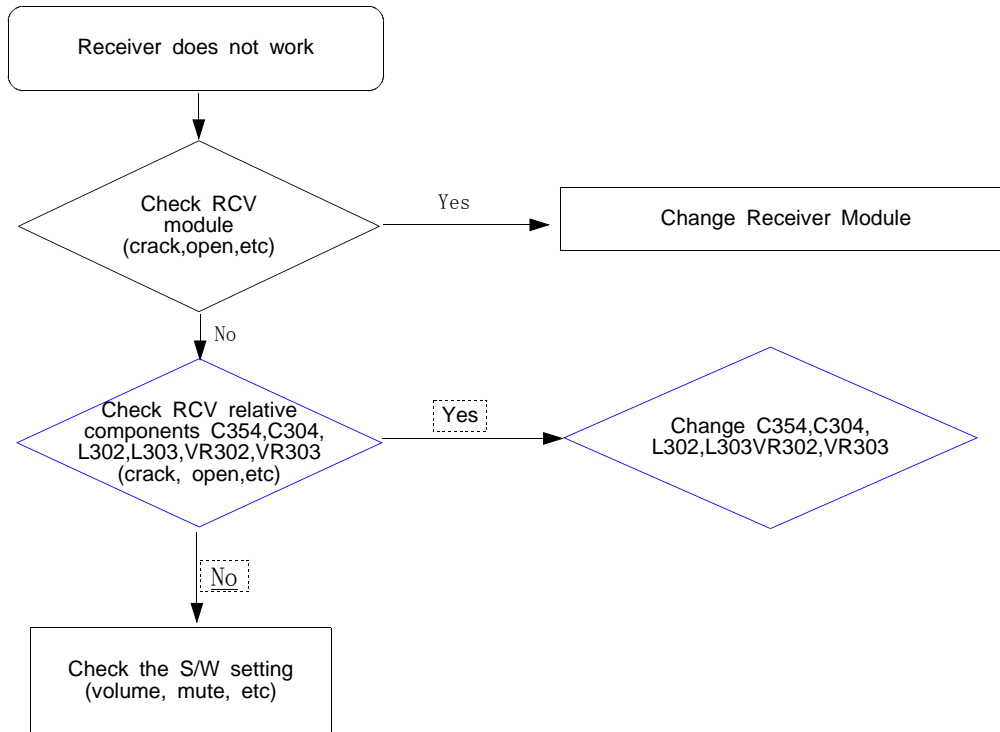 Receiver does not work
Check RCV
module
(crack,open,etc)
Yes
Change Receiver Module
No
Check RCV relative
components C354,C304,
L302,L303,VR302,VR303
(crack, open,etc)
Yes
Change C354,C304,
L302,L303VR302,VR303
No
Check the S/W setting
(volume, mute, etc)